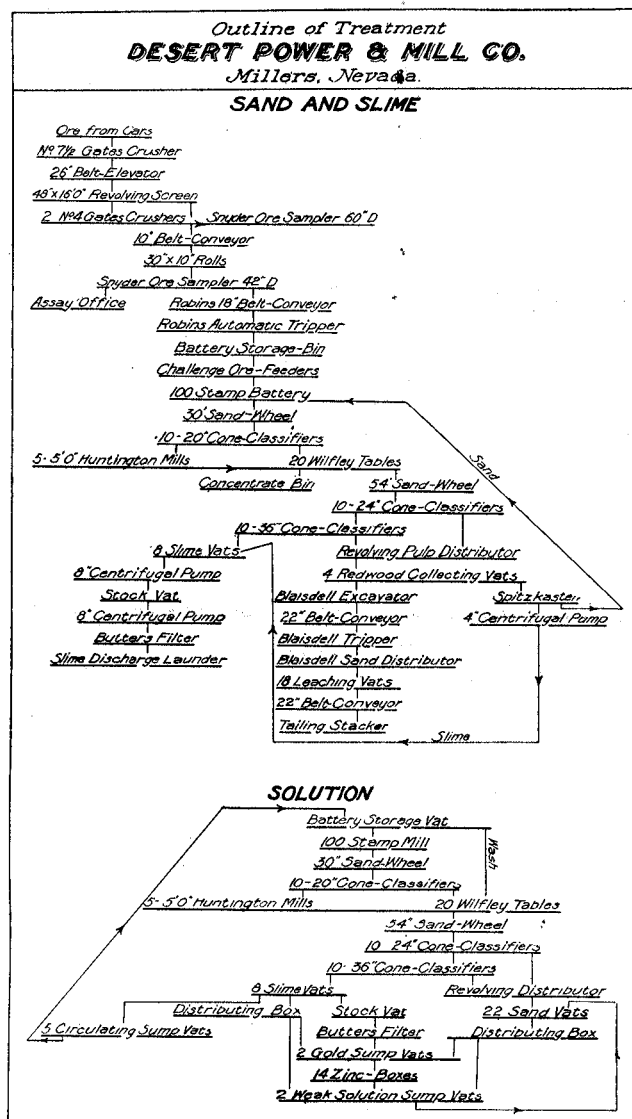 Outline of Treatment
DESERT POWER & MILL CO.
Millers, Nevada.
SAND AND SLIME
Ore from Cars
No. 7½ Gates Crusher
26" Belt-Elevator
48"x16'0" Revolving Screen
2 No4 Gates Crushers Snyder Ore Sampler 60"D
10" Belt-Conveyor
30"x10" Rolls
Snyder Ore Sampler 42"D
Assay Office Robins 18" Belt-Conveyor
Robins Automatic Tripper
Battery Storage-Bin
Challenge Ore-Feeders
100 Stamp Battery
30' Sand-Wheel
10-20" Cone-Classifiers
Sand
5-5'0" Huntington Mills 20 Wilfley Tables
Concentrate Bin 54' Sand-Wheel
10-24" Cone-Classifiers
10-36" Cone-Classifiers
8 Slime Vats Revolving Pulp Distributor
8" Centrifugal Pump 4 Redwood Collecting Vats
Stock Vat Blaisdell Excavator Spitzkasten
8" Centrifugal Pump 22" Belt-Conveyor 4" Centrifugal Pump
Butters Filter Blaisdell Tripper
Slime Discharge Launder Blaisdell Sand Distributor
18 Leaching Vats
22" Belt-Conveyor
Tailing Stacker
Slime
SOLUTION
Battery Storage Vat
100 Stamp Mill
Wash
30" Sand-Wheel
10-20" Cone-Classifiers
5-5'0" Huntington Mills 20 Wilfley Tables
54" Sand-Wheel
10 24" Cone-Classifiers
10-36" Cone-Classifiers
8 Slime Vats Revolving Distributor
Distributing Box Stock Vat 22 Sand Vats
5 Circulating Sump Vats Butters Filter Distributing Box
2 Gold Sump Vats
14 Zinc-Boxes
2 Weak Solution Sump Vats